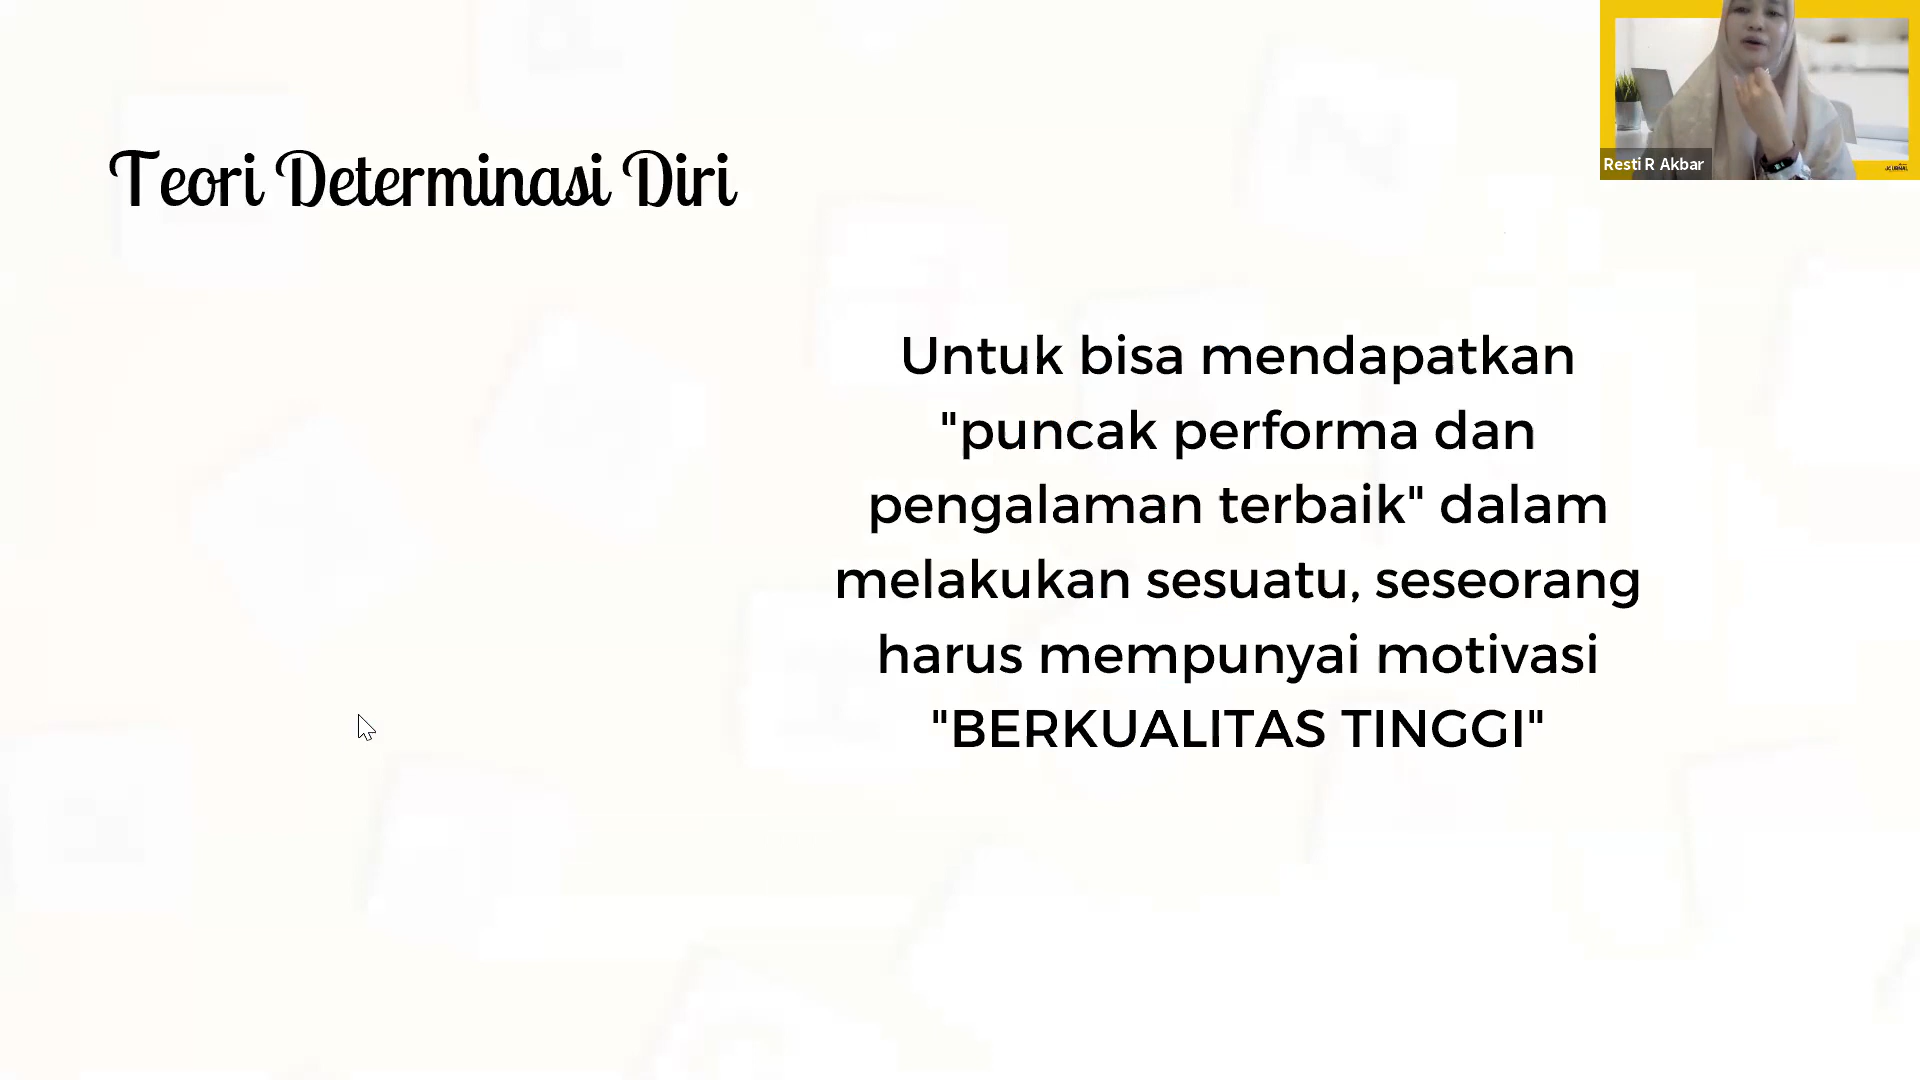 Teori Determinasi Diri
Resti R Akbar
Untuk bisa mendapatkan
"puncak performa dan
pengalaman terbaik" dalam
melakukan sesuatu, seseorang
harus mempunyai motivasi
"BERKUALITAS TINGGI"